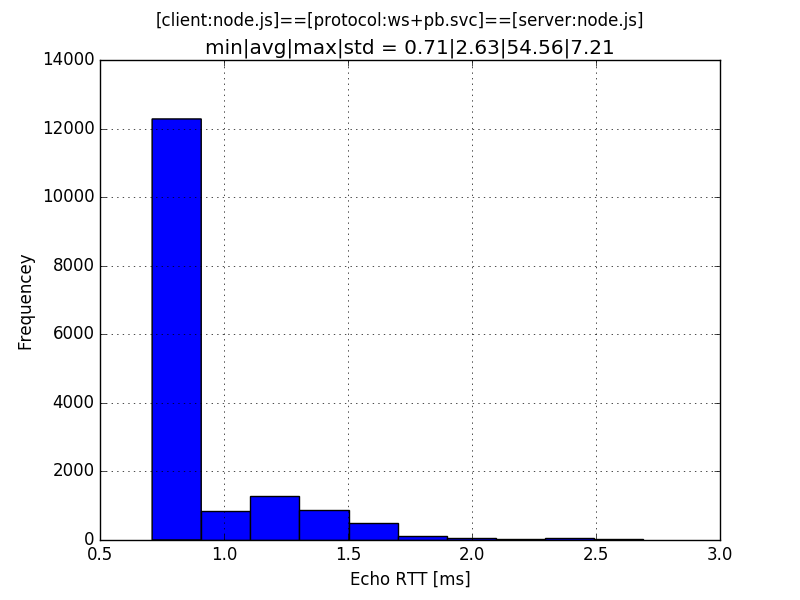 [client:node.js]==[protocol:ws+pb.svc]==[server:node.js]
min|avg|max|std = 0.71|2.63|54.56|7.21
14000
12000
10000
8000
6000
4000
2000
0
Frequencey
0.5 1.0 1.5 2.0 2.5 3.0
Echo RTT [ms]